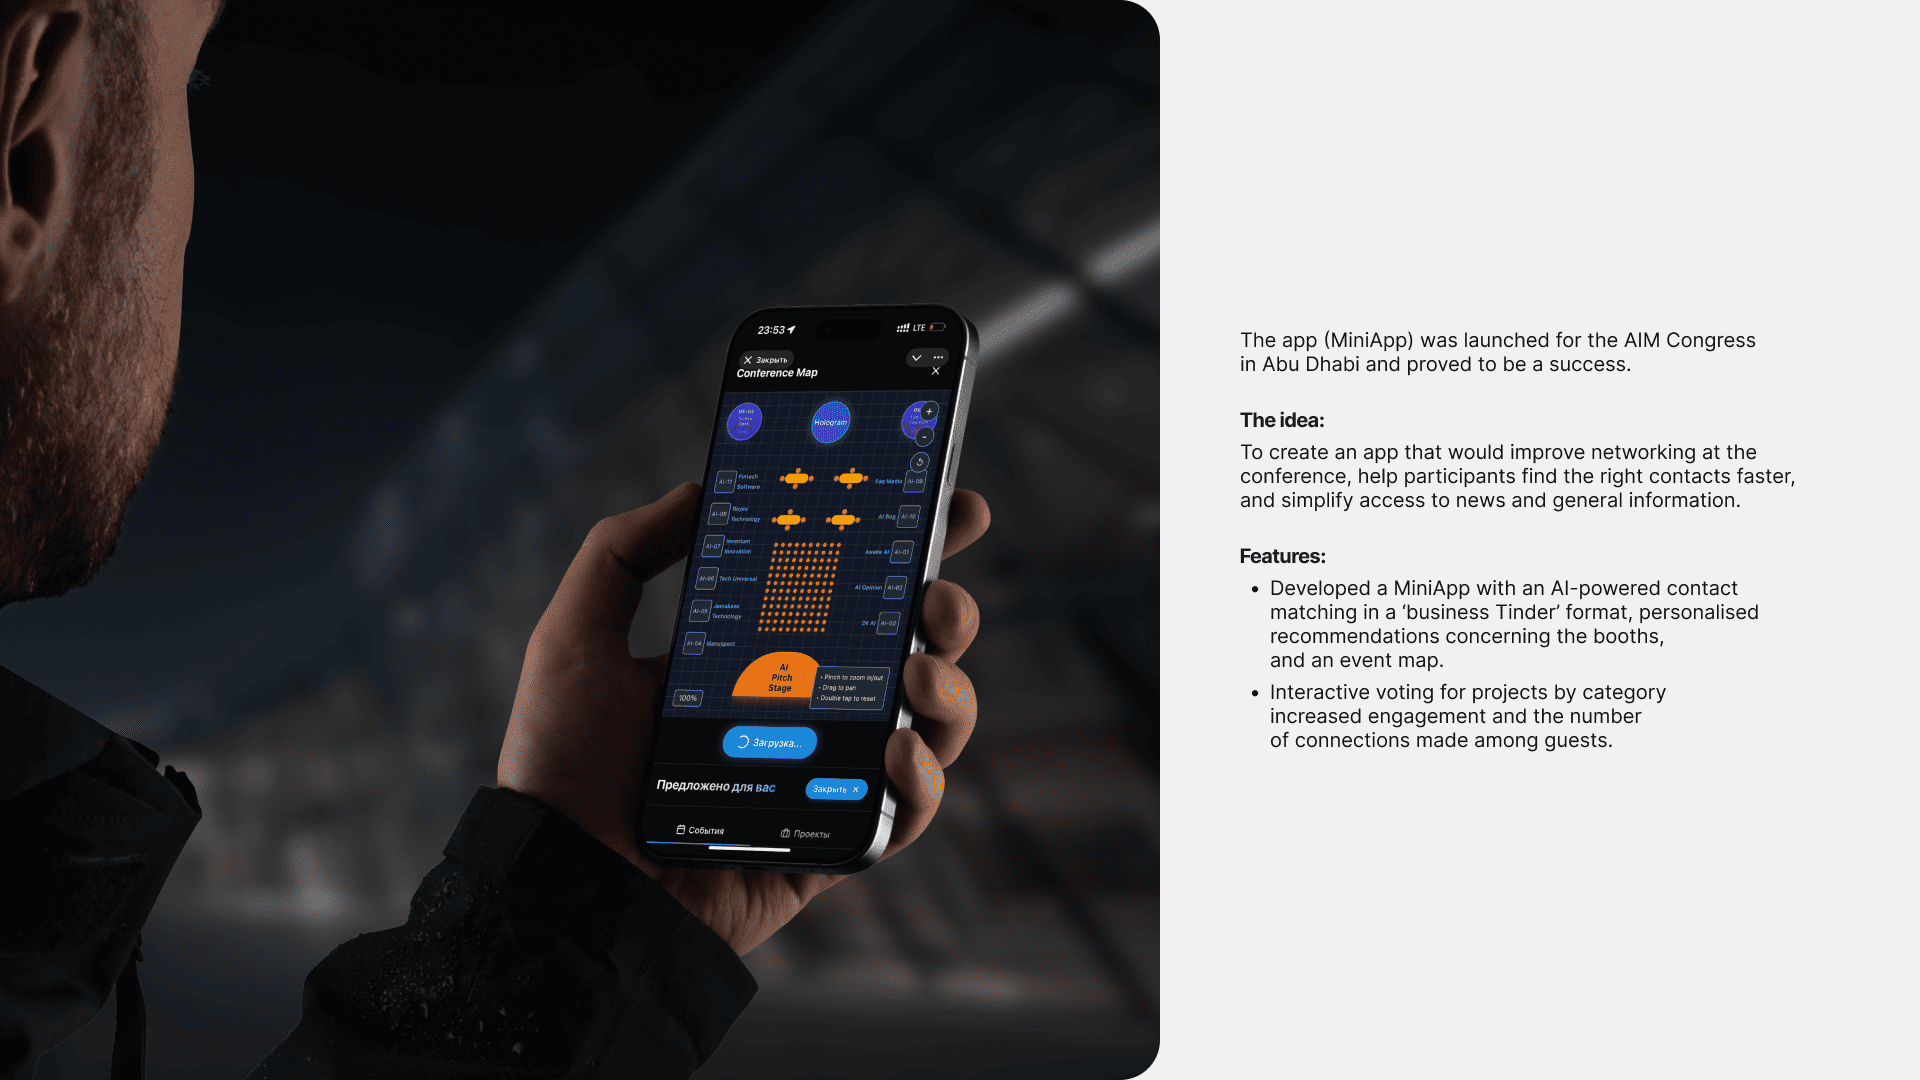 23:53
LTE
Закрыть
Conference Map
Hologram
AI-11
Fintech
Software
Faq Media
AI-09
AI-08
Boyes
Technology
AI Bog
AI-10
AI-07
Inventum
Innovation
Awake AI
AI-01
AI-06
Tech Universal
AI Opinion
AI-02
AI-05
Jamabase
Technology
24 AI
AI-03
AI-04
Manuspect
AI
Pitch
Stage
• Pinch to zoom in/out
• Drag to pan
• Double tap to reset
100%
Загрузка...
Предложено для вас
Закрыть
События
Проекты
The app (MiniApp) was launched for the AIM Congress
in Abu Dhabi and proved to be a success.
The idea:
To create an app that would improve networking at the
conference, help participants find the right contacts faster,
and simplify access to news and general information.
Features:
• Developed a MiniApp with an AI-powered contact
matching in a ‘business Tinder’ format, personalised
recommendations concerning the booths,
and an event map.
• Interactive voting for projects by category
increased engagement and the number
of connections made among guests.